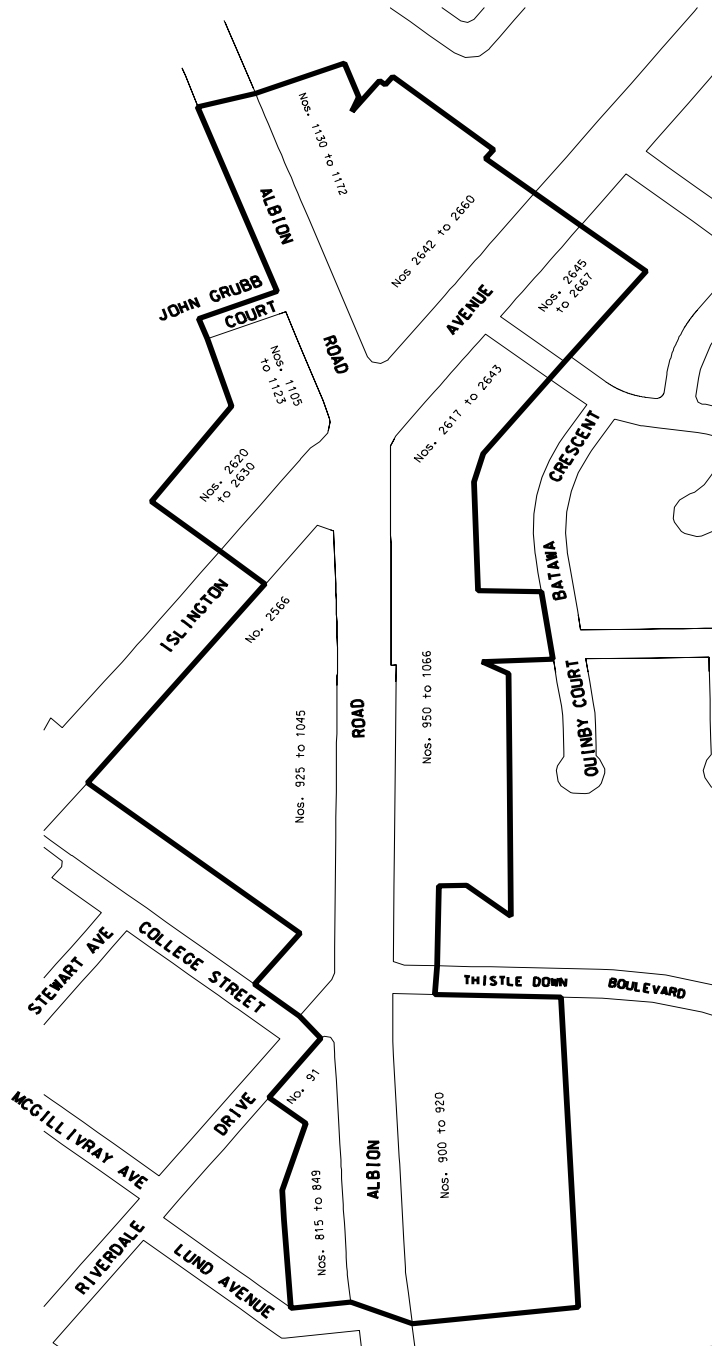 Nos. 1130 to 1172
ALBION
Nos 2642 to 2660
JOHN GRUBB
COURT
Nos. 2645
to 2667
AVENUE
ROAD
Nos. 1105
to 1123
Nos. 2617 to 2643
Nos. 2620
to 2630
CRESCENT
BATAWA
ISLINGTON
No. 2566
Nos. 950 to 1066
ROAD
Nos. 925 to 1045
QUINBY COURT
COLLEGE STREET
STEWART AVE
THISTLE DOWN
BOULEVARD
No. 91
DRIVE
MCGILLIVRAY AVE
Nos. 900 to 920
ALBION
Nos. 815 to 849
RIVERDALE
LUND AVENUE